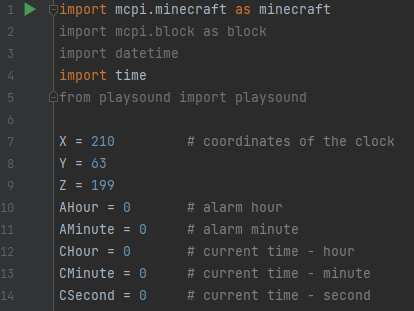 1 import mcpi.minecraft as minecraft
2 import mcpi.block as block
3 import datetime
4 import time
5 from playsound import playsound
6
7 X = 210         # coordinates of the clock
8 Y = 63
9 Z = 199
10 AHour = 0       # alarm hour
11 AMinute = 0     # alarm minute
12 CHour = 0       # current time - hour
13 CMinute = 0     # current time - minute
14 CSecond = 0     # current time - second